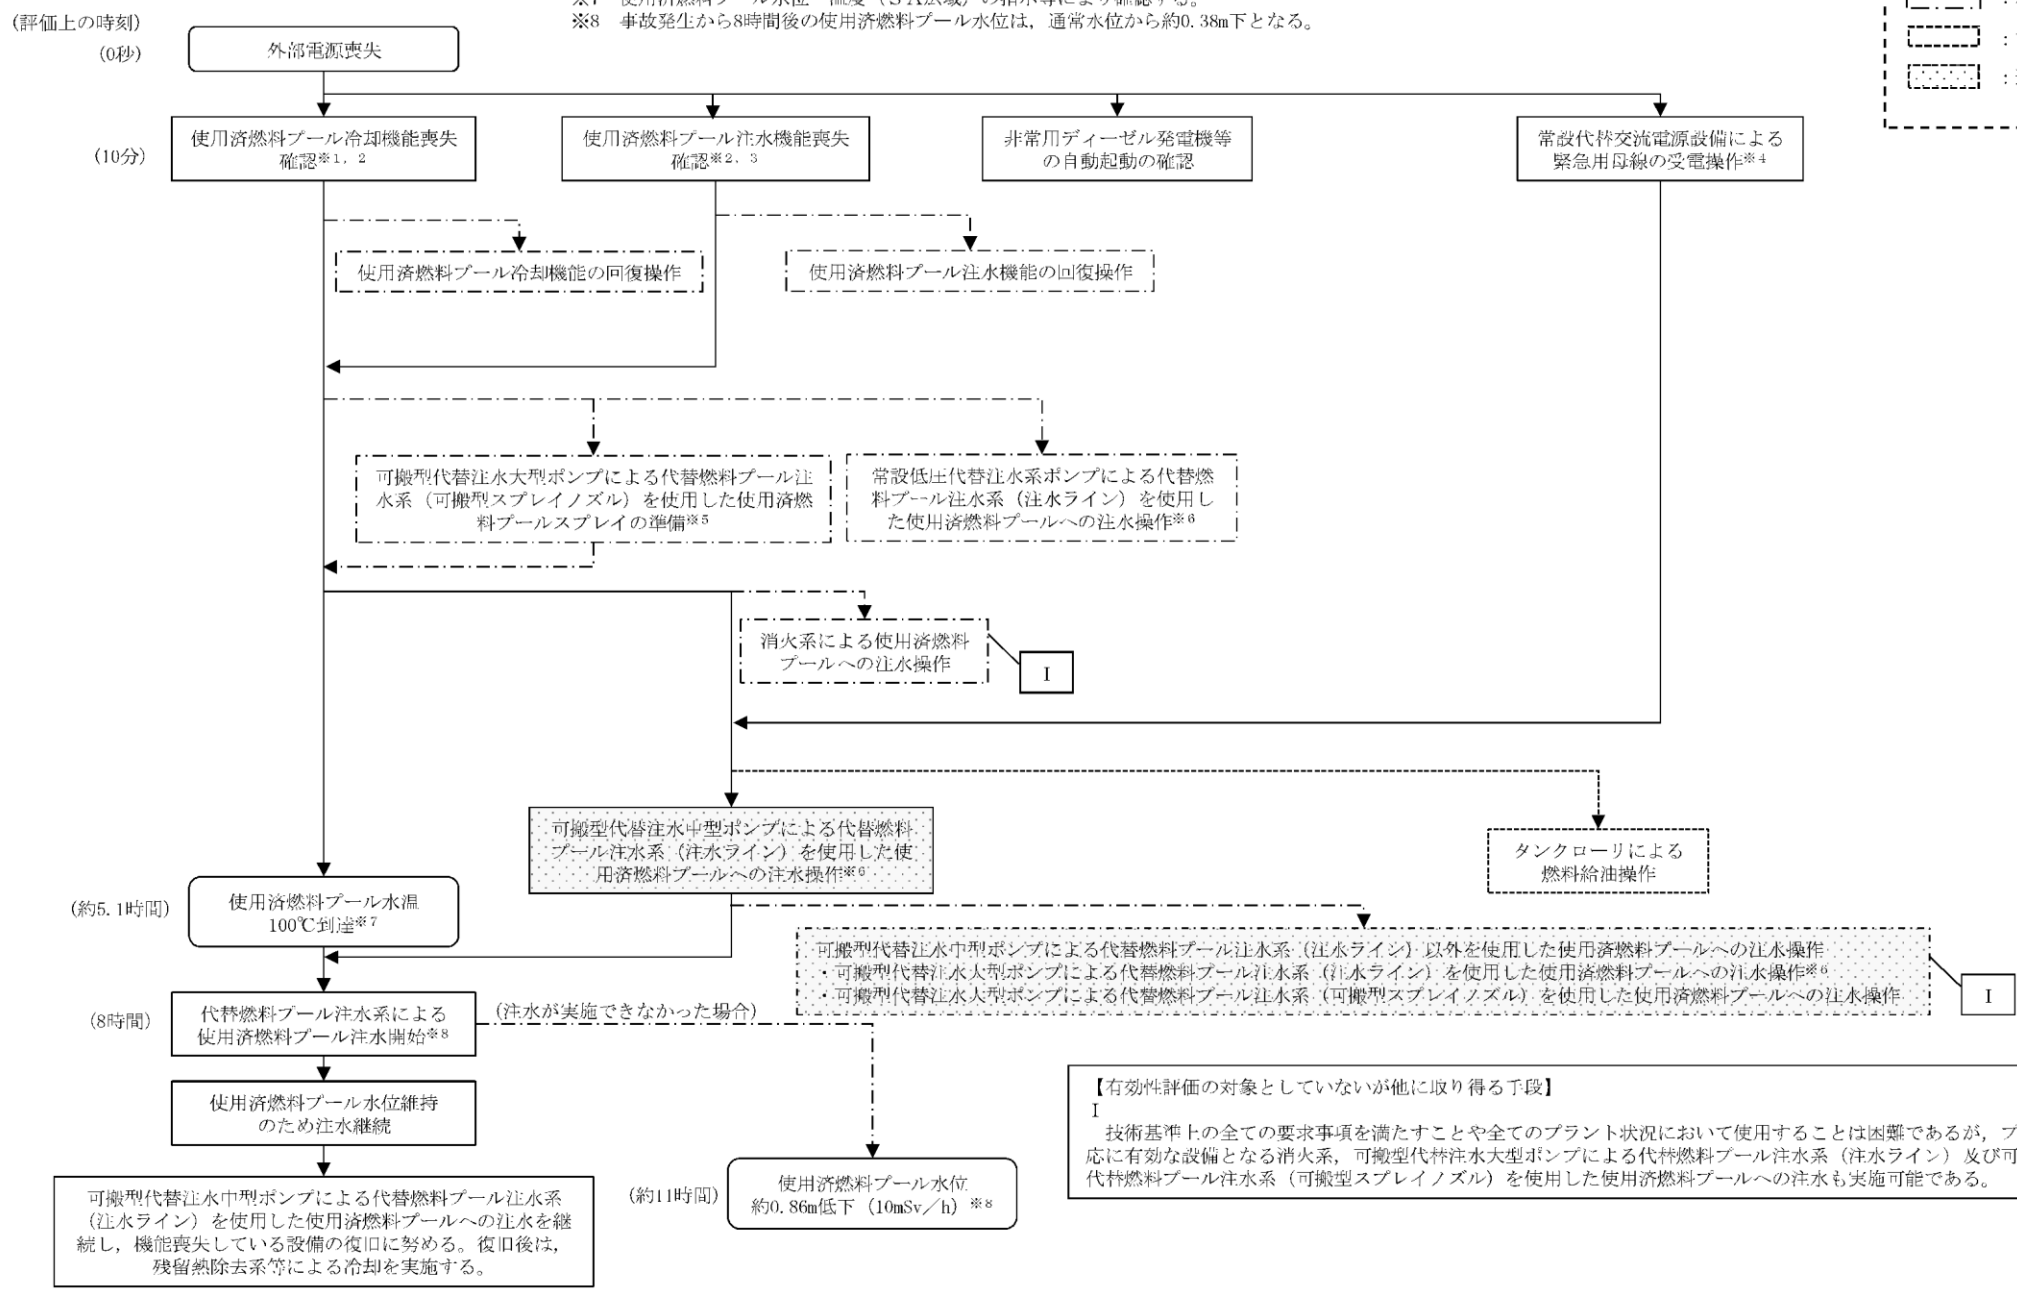 ※7 使用済燃料プール水位・温度（ＳＡ広域）の指示等により確認する。
※8 事故発生から8時間後の使用済燃料プール水位は，通常水位から約0.38m下となる。
(評価上の時刻)
(0秒)
外部電源喪失
(10分)
使用済燃料プール冷却機能喪失
確認※1，2
使用済燃料プール注水機能喪失
確認※2，3
非常用ディーゼル発電機等
の自動起動の確認
常設代替交流電源設備による
緊急用母線の受電操作※4
使用済燃料プール冷却機能の回復操作
使用済燃料プール注水機能の回復操作
可搬型代替注水大型ポンプによる代替燃料プール注
水系（可搬型スプレイノズル）を使用した使用済燃
料プールスプレイの準備※5
常設低圧代替注水系ポンプによる代替燃
料プール注水系（注水ライン）を使用し
た使用済燃料プールへの注水操作※6
消火系による使用済燃料
プールへの注水操作
Ⅰ
可搬型代替注水中型ポンプによる代替燃料
プール注水系（注水ライン）を使用した使
用済燃料プールへの注水操作※6
タンクローリによる
燃料給油操作
(約5.1時間)
使用済燃料プール水温
100℃到達※7
可搬型代替注水中型ポンプによる代替燃料プール注水系（注水ライン）以外を使用した使用済燃料プールへの注水操作
・可搬型代替注水大型ポンプによる代替燃料プール注水系（注水ライン）を使用した使用済燃料プールへの注水操作※6
・可搬型代替注水大型ポンプによる代替燃料プール注水系（可搬型スプレイノズル）を使用した使用済燃料プールへの注水操作
Ⅰ
(8時間)
代替燃料プール注水系による
使用済燃料プール注水開始※8
(注水が実施できなかった場合)
使用済燃料プール水位維持
のため注水継続
(約11時間)
使用済燃料プール水位
約0.86m低下（10mSv／h）※8
可搬型代替注水中型ポンプによる代替燃料プール注水系
（注水ライン）を使用した使用済燃料プールへの注水を継
続し，機能喪失している設備の復旧に努める。復旧後は，
残留熱除去系等による冷却を実施する。
【有効性評価の対象としていないが他に取り得る手段】
Ⅰ
技術基準上の全ての要求事項を満たすことや全てのプラント状況において使用することは困難であるが，プ
応に有効な設備となる消火系，可搬型代替注水大型ポンプによる代替燃料プール注水系（注水ライン）及び可
代替燃料プール注水系（可搬型スプレイノズル）を使用した使用済燃料プールへの注水も実施可能である。